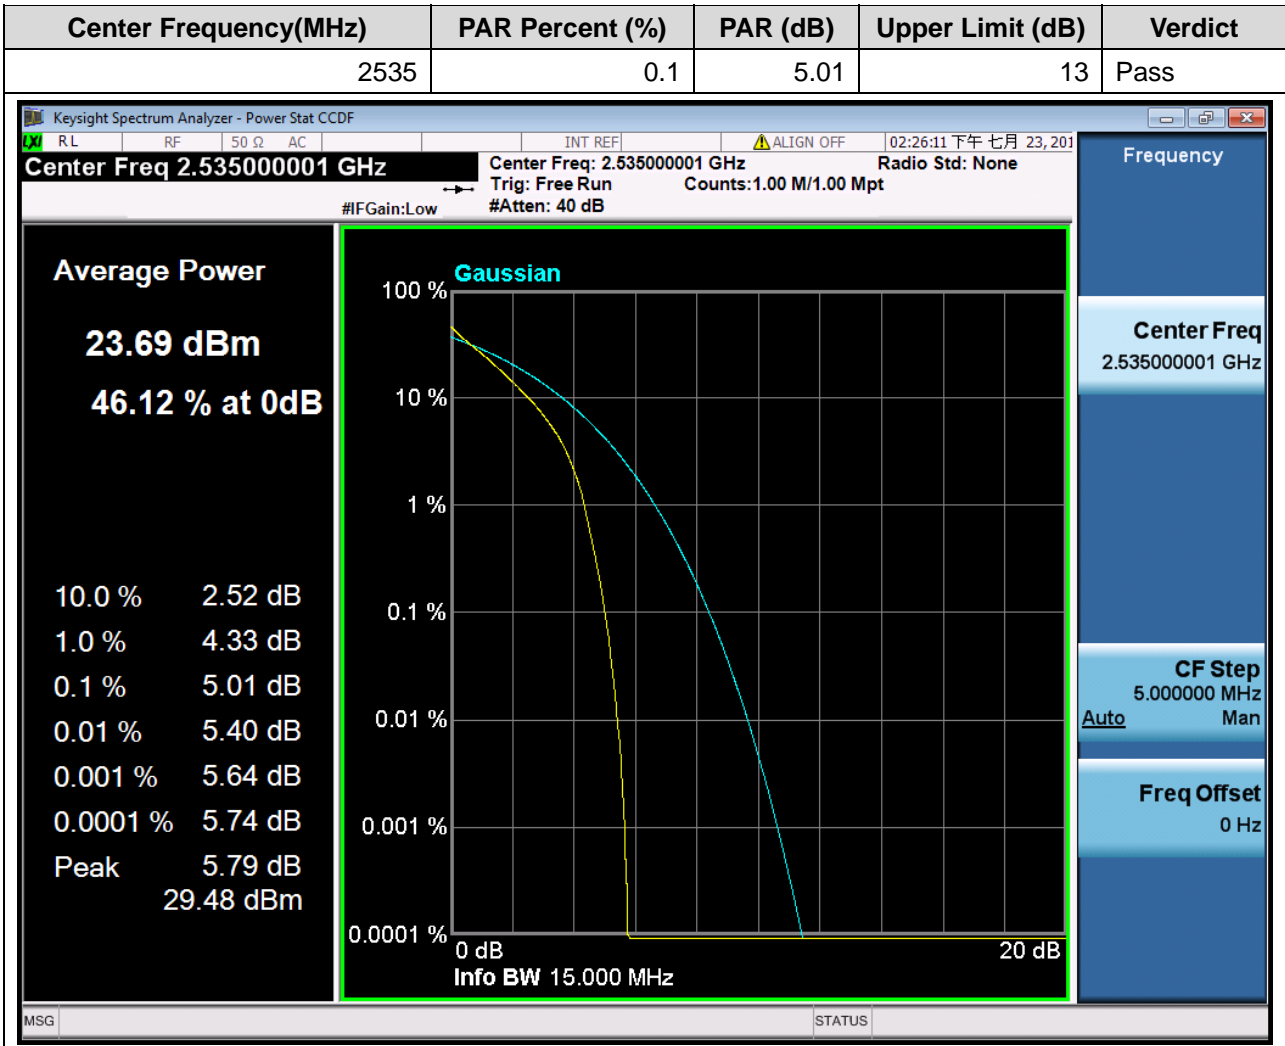 Center Frequency(MHz) PAR Percent (%) PAR (dB) Upper Limit (dB) Verdict
2535 0.1 5.01 13 Pass
Keysight Spectrum Analyzer - Power Stat CCDF
LXI RL RF 50 Ω AC INT REF ALIGN OFF 02:26:11 下午 七月 23, 201
Center Freq 2.535000001 GHz
#IFGain:Low
Center Freq: 2.535000001 GHz Radio Std: None
Trig: Free Run Counts:1.00 M/1.00 Mpt
#Atten: 40 dB
Average Power
23.69 dBm
46.12 % at 0dB
10.0 % 2.52 dB
1.0 % 4.33 dB
0.1 % 5.01 dB
0.01 % 5.40 dB
0.001 % 5.64 dB
0.0001 % 5.74 dB
Peak 5.79 dB
29.48 dBm
Gaussian
100 %
10 %
1 %
0.1 %
0.01 %
0.001 %
0.0001 %
0 dB 20 dB
Info BW 15.000 MHz
Frequency
Center Freq
2.535000001 GHz
CF Step
5.000000 MHz
Auto Man
Freq Offset
0 Hz
MSG STATUS